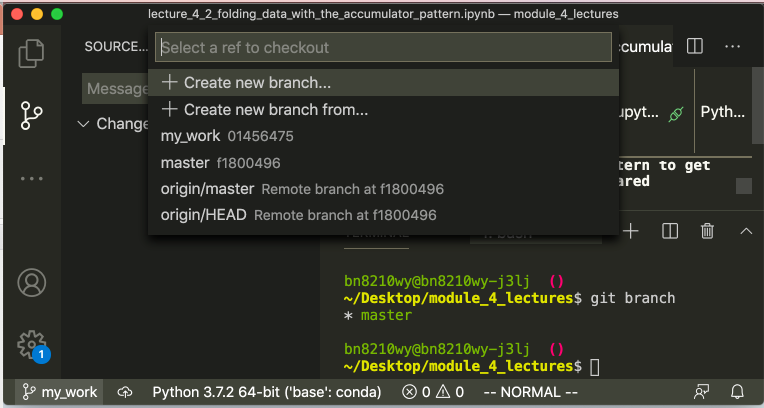 lecture_4_2_folding_data_with_the_accumulator_pattern.ipynb — module_4_lectures
SOURCE...
Select a ref to checkout
Message
Create new branch...
Create new branch from...
my_work 01456475
master f1800496
origin/master Remote branch at f1800496
origin/HEAD Remote branch at f1800496
Change
ccumulat
upyt...
Pyth...
tern to get
ared
bn8210wy@bn8210wy-j3lj ()
~/Desktop/module_4_lectures$ git branch
* master
bn8210wy@bn8210wy-j3lj ()
~/Desktop/module_4_lectures$
1
my_work
Python 3.7.2 64-bit ('base': conda)
0
0
-- NORMAL --